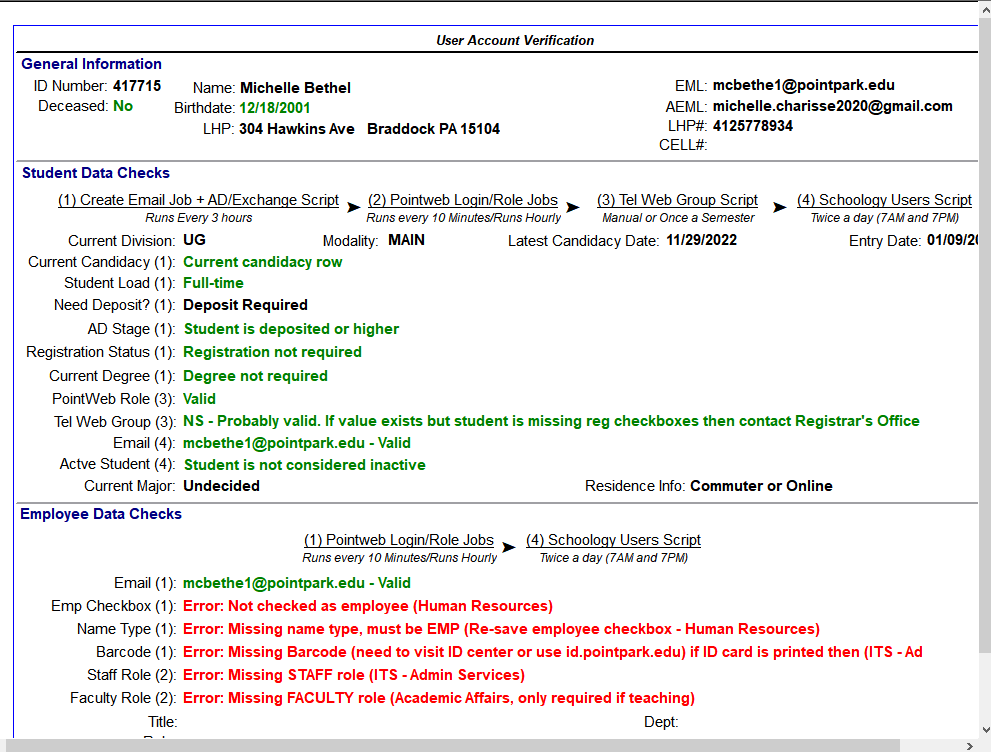 User Account Verification
General Information
ID Number: 417715 Name: Michelle Bethel EML: mcbethe1@pointpark.edu
Deceased: No Birthdate: 12/18/2001 AEML: michelle.charisse2020@gmail.com
LHP: 304 Hawkins Ave Braddock PA 15104 LHP#: 4125778934
CELL#:
Student Data Checks
(1) Create Email Job + AD/Exchange Script ➤ (2) Pointweb Login/Role Jobs ➤ (3) Tel Web Group Script ➤ (4) Schoology Users Script
Runs Every 3 hours Runs every 10 Minutes/Runs Hourly Manual or Once a Semester Twice a day (7AM and 7PM)
Current Division: UG Modality: MAIN Latest Candidacy Date: 11/29/2022 Entry Date: 01/09/20
Current Candidacy (1): Current candidacy row
Student Load (1): Full-time
Need Deposit? (1): Deposit Required
AD Stage (1): Student is deposited or higher
Registration Status (1): Registration not required
Current Degree (1): Degree not required
PointWeb Role (3): Valid
Tel Web Group (3): NS - Probably valid. If value exists but student is missing reg checkboxes then contact Registrar's Office
Email (4): mcbethe1@pointpark.edu - Valid
Actve Student (4): Student is not considered inactive
Current Major: Undecided Residence Info: Commuter or Online
Employee Data Checks
(1) Pointweb Login/Role Jobs ➤ (4) Schoology Users Script
Runs every 10 Minutes/Runs Hourly Twice a day (7AM and 7PM)
Email (1): mcbethe1@pointpark.edu - Valid
Emp Checkbox (1): Error: Not checked as employee (Human Resources)
Name Type (1): Error: Missing name type, must be EMP (Re-save employee checkbox - Human Resources)
Barcode (1): Error: Missing Barcode (need to visit ID center or use id.pointpark.edu) if ID card is printed then (ITS - Ad
Staff Role (2): Error: Missing STAFF role (ITS - Admin Services)
Faculty Role (2): Error: Missing FACULTY role (Academic Affairs, only required if teaching)
Title: Dept: